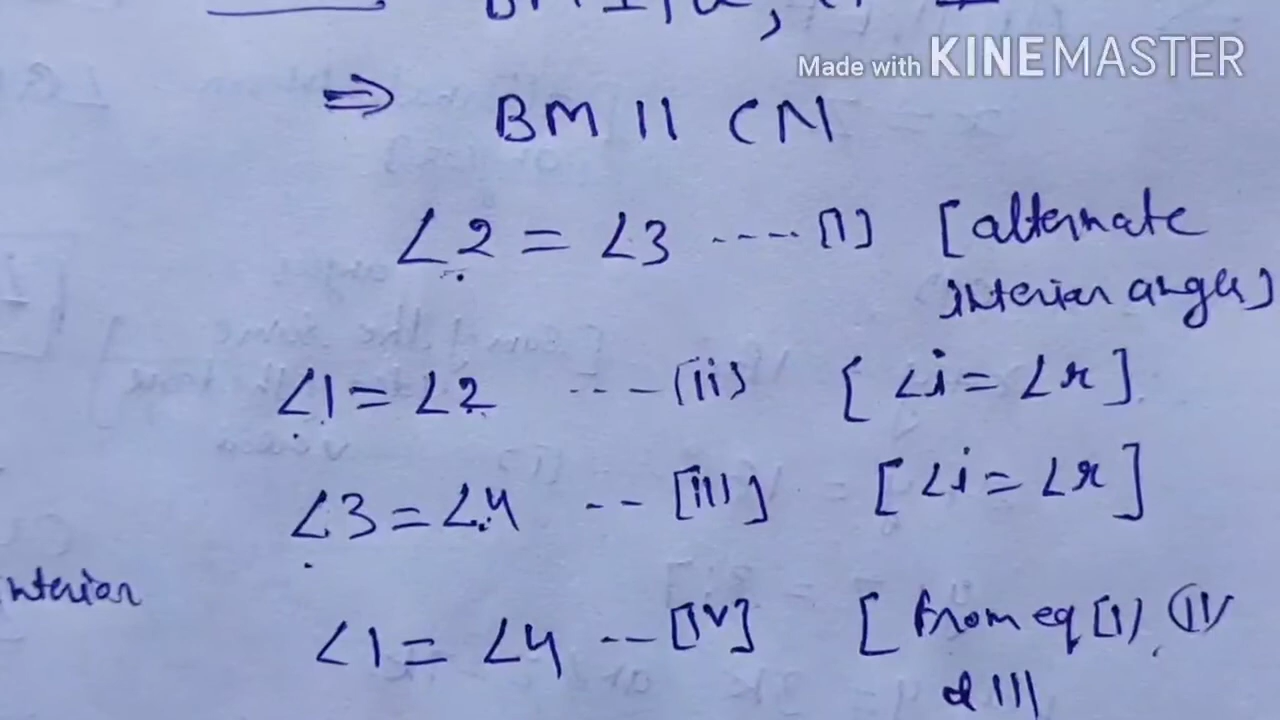 Made with KINEMASTER
⇒ BM || CN
∠2 = ∠3 ---- [i] [alternate
interior angles]
∠1 = ∠2 --- (ii) [∠i = ∠r]
∠3 = ∠4 -- [iii] [∠i = ∠r]
nterior
∠1 = ∠4 -- [iv] [from eq [i], (ii)
& III